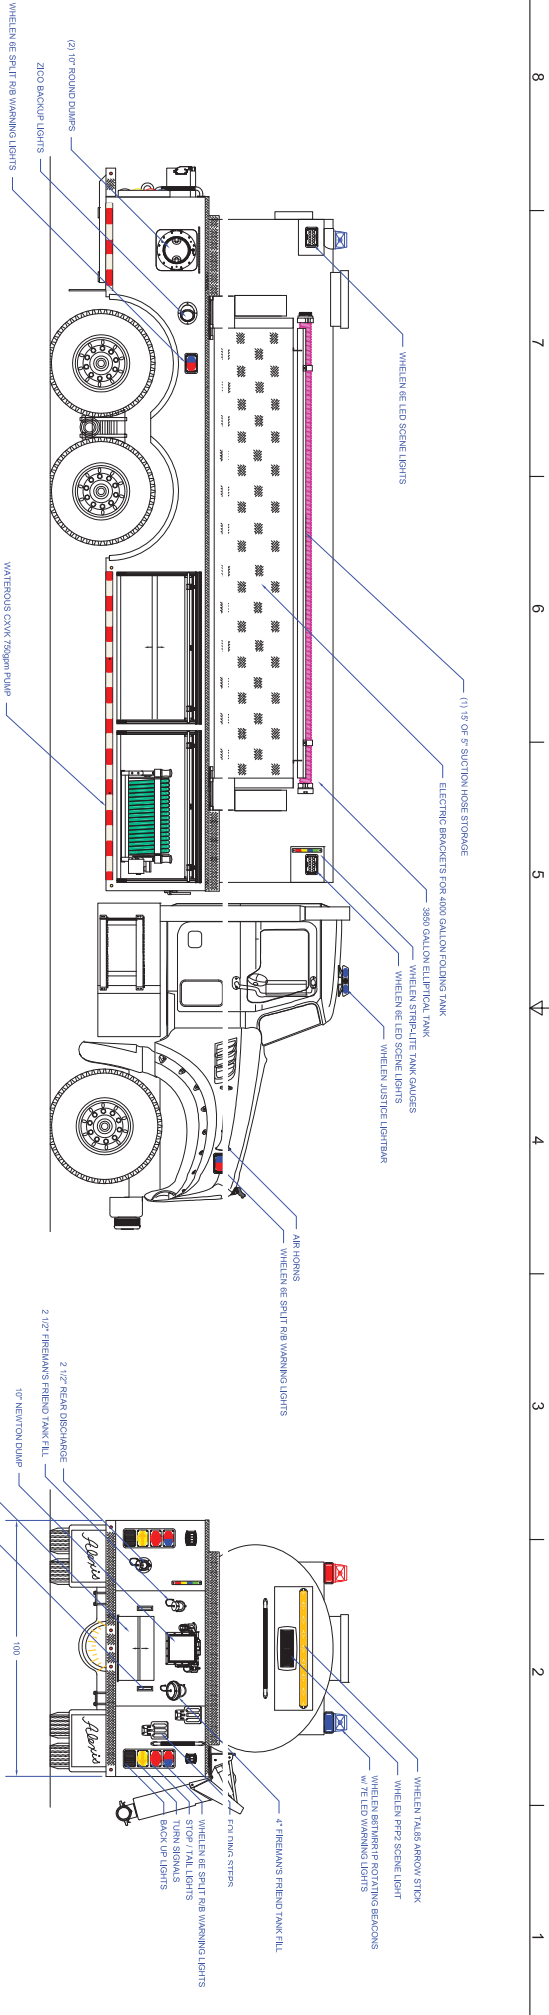 8
7
6
5
4
3
2
1
WHELEN 6E SPLIT R/B WARNING LIGHTS
ZICO BACKUP LIGHTS
(2) 10" ROUND DUMPS
WHELEN 6E LED SCENE LIGHTS
WATEROUS CXVK 750gpm PUMP
(1) 15' OF 5" SUCTION HOSE STORAGE
ELECTRIC BRACKETS FOR 4000 GALLON FOLDING TANK
3850 GALLON ELLIPTICAL TANK
WHELEN STRIP-LITE TANK GAUGES
WHELEN 6E LED SCENE LIGHTS
WHELEN JUSTICE LIGHTBAR
AIR HORNS
WHELEN 6E SPLIT R/B WARNING LIGHTS
2 1/2" REAR DISCHARGE
2 1/2" FIREMAN'S FRIEND TANK FILL
10" NEWTON DUMP
Alexis
Alexis
100
WHELEN TAL85 ARROW STICK
WHELEN PFP2 SCENE LIGHT
WHELEN B6TMRR1P ROTATING BEACONS
w/ 7E LED WARNING LIGHTS
4" FIREMAN'S FRIEND TANK FILL
FOLDING STEPS
WHELEN 6E SPLIT R/B WARNING LIGHTS
STOP / TAIL LIGHTS
TURN SIGNALS
BACK UP LIGHTS